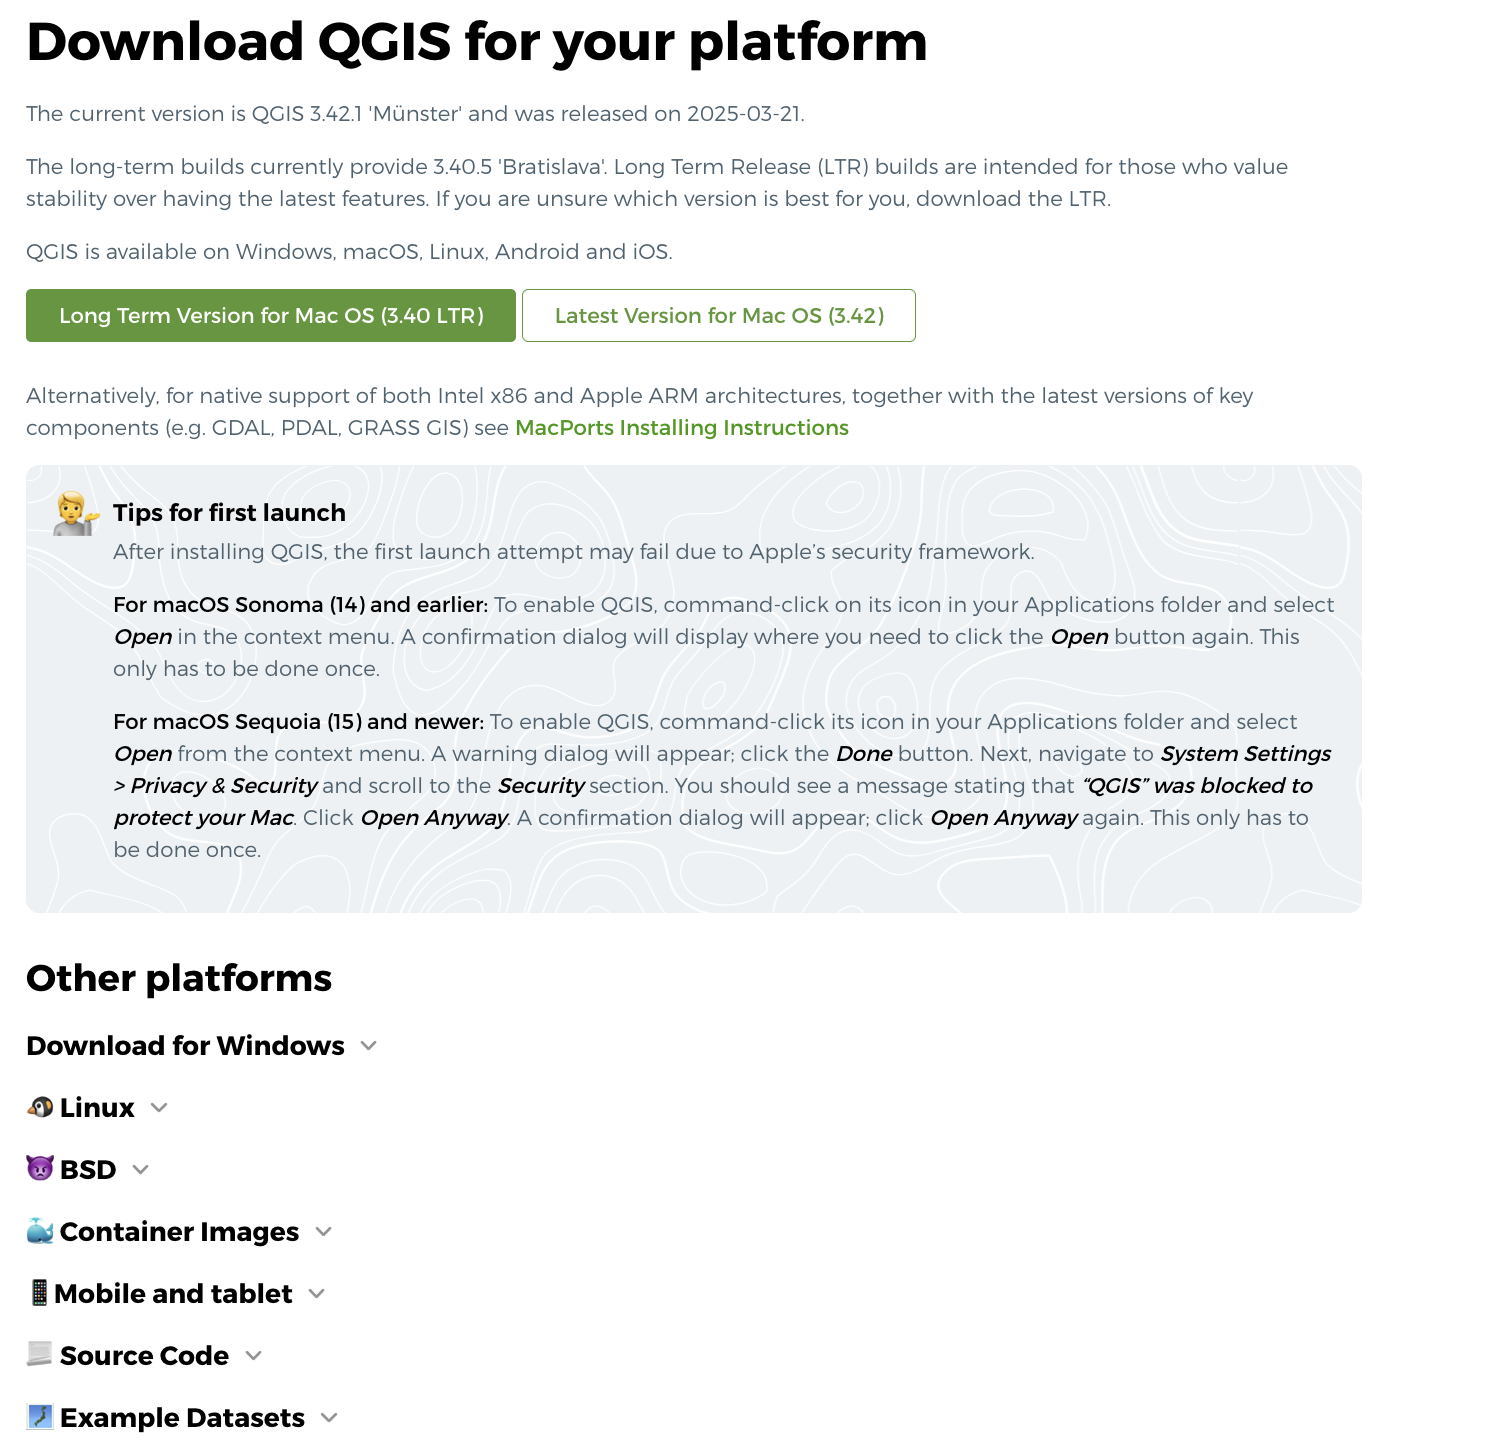 Download QGIS for your platform
The current version is QGIS 3.42.1 'Münster' and was released on 2025-03-21.
The long-term builds currently provide 3.40.5 'Bratislava'. Long Term Release (LTR) builds are intended for those who value
stability over having the latest features. If you are unsure which version is best for you, download the LTR.
QGIS is available on Windows, macOS, Linux, Android and iOS.
Long Term Version for Mac OS (3.40 LTR)
Latest Version for Mac OS (3.42)
Alternatively, for native support of both Intel x86 and Apple ARM architectures, together with the latest versions of key
components (e.g. GDAL, PDAL, GRASS GIS) see MacPorts Installing Instructions
Tips for first launch
After installing QGIS, the first launch attempt may fail due to Apple’s security framework.
For macOS Sonoma (14) and earlier: To enable QGIS, command-click on its icon in your Applications folder and select
Open in the context menu. A confirmation dialog will display where you need to click the Open button again. This
only has to be done once.
For macOS Sequoia (15) and newer: To enable QGIS, command-click its icon in your Applications folder and select
Open from the context menu. A warning dialog will appear; click the Done button. Next, navigate to System Settings
> Privacy & Security and scroll to the Security section. You should see a message stating that “QGIS” was blocked to
protect your Mac. Click Open Anyway. A confirmation dialog will appear; click Open Anyway again. This only has to
be done once.
Other platforms
Download for Windows
Linux
BSD
Container Images
Mobile and tablet
Source Code
Example Datasets